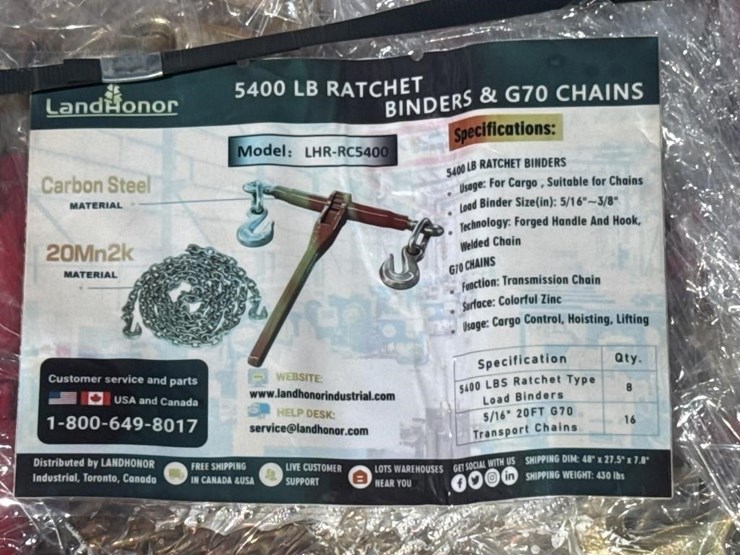 LandHonor
5400 LB RATCHET
BINDERS & G70 CHAINS
Model: LHR-RC5400
Carbon Steel
MATERIAL
20Mn2k
MATERIAL
Specifications:
5400 LB RATCHET BINDERS
• Usage: For Cargo , Suitable for Chains
• Load Binder Size(in): 5/16"~3/8"
• Technology: Forged Handle And Hook,
Welded Chain
G70 CHAINS
• Function: Transmission Chain
• Surface: Colorful Zinc
• Usage: Cargo Control, Hoisting, Lifting
Specification Qty.
5400 LBS Ratchet Type
Load Binders 8
5/16" 20FT G70
Transport Chains 16
Customer service and parts
USA and Canada
1-800-649-8017
WEBSITE:
www.landhonorindustrial.com
HELP DESK:
service@landhonor.com
Distributed by LANDHONOR
Industrial, Toronto, Canada
FREE SHIPPING
IN CANADA &USA
LIVE CUSTOMER
SUPPORT
LOTS WAREHOUSES
NEAR YOU
GET SOCIAL WITH US
SHIPPING DIM: 48" x 27.5" x 7.8"
SHIPPING WEIGHT: 430 lbs